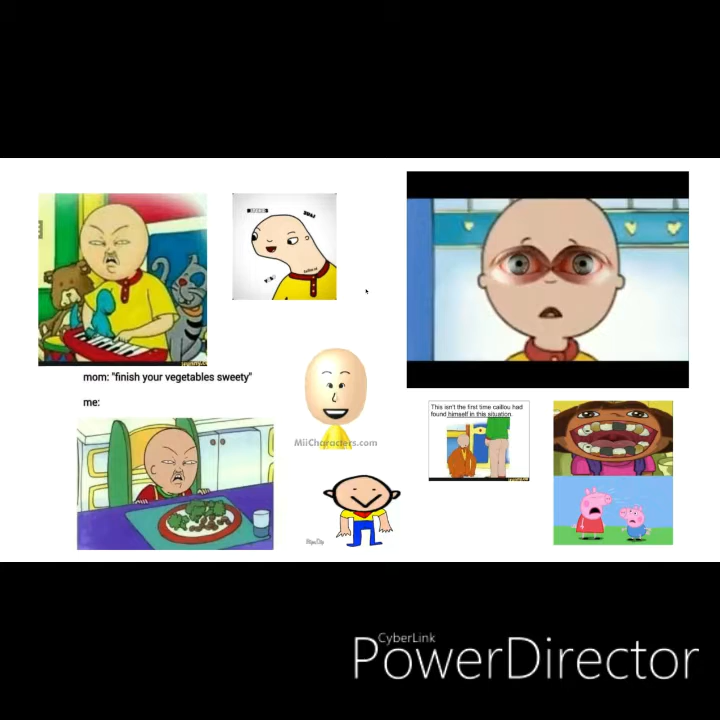 mom: "finish your vegetables sweety"
me:
MiiCharacters.com
This isn't the first time caillou had
found himself in this situation.
CyberLink
PowerDirector